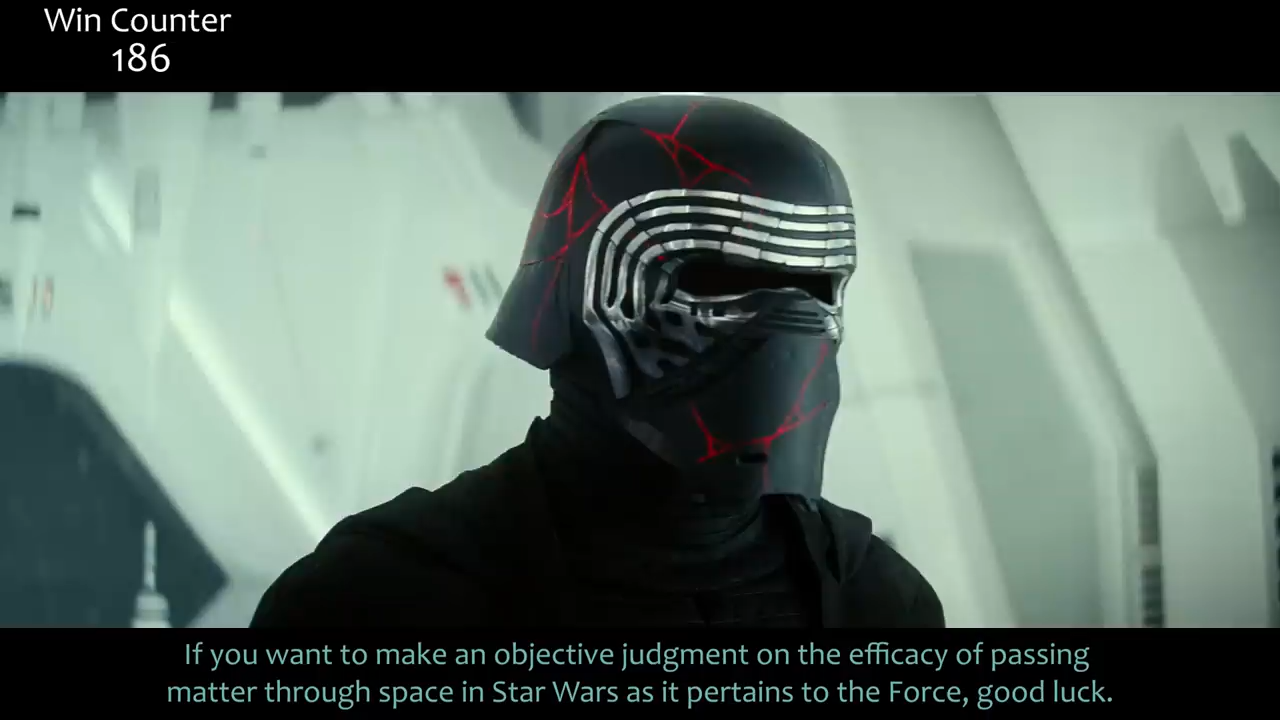 Win Counter
186
If you want to make an objective judgment on the efficacy of passing
matter through space in Star Wars as it pertains to the Force, good luck.